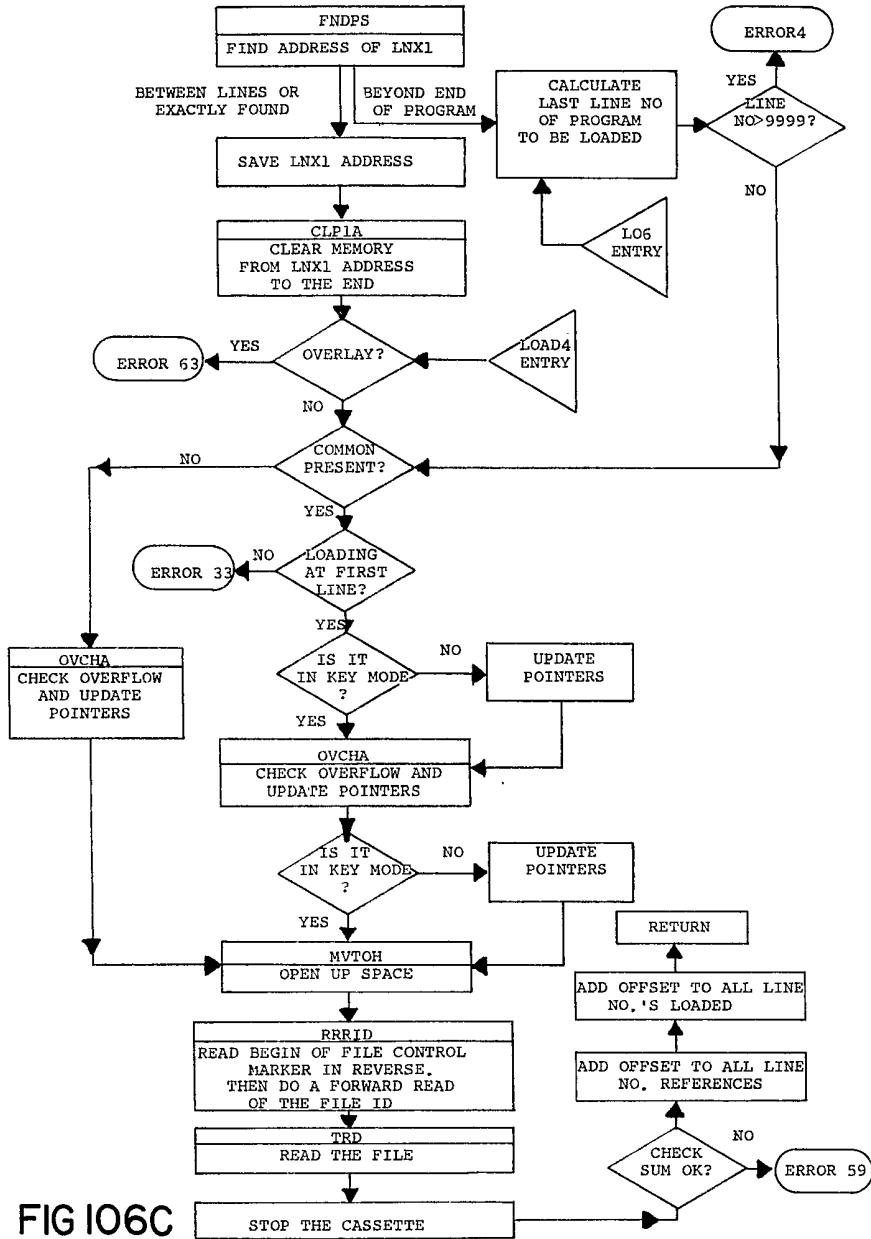 FNDPS
FIND ADDRESS OF LNX1
ERROR4
BETWEEN LINES OR
EXACTLY FOUND
BEYOND END
OF PROGRAM
CALCULATE
LAST LINE NO
OF PROGRAM
TO BE LOADED
YES
LINE
NO>9999?
NO
SAVE LNX1 ADDRESS
LO6
ENTRY
CLP1A
CLEAR MEMORY
FROM LNX1 ADDRESS
TO THE END
ERROR 63
YES
OVERLAY?
LOAD4
ENTRY
NO
NO
COMMON
PRESENT?
YES
ERROR 33
NO
LOADING
AT FIRST
LINE?
YES
OVCHA
CHECK OVERFLOW
AND UPDATE
POINTERS
IS IT
IN KEY MODE
?
NO
UPDATE
POINTERS
YES
OVCHA
CHECK OVERFLOW AND
UPDATE POINTERS
IS IT
IN KEY MODE
?
NO
UPDATE
POINTERS
YES
MVTOH
OPEN UP SPACE
RETURN
ADD OFFSET TO ALL LINE
NO.'S LOADED
RRRID
READ BEGIN OF FILE CONTROL
MARKER IN REVERSE.
THEN DO A FORWARD READ
OF THE FILE ID
ADD OFFSET TO ALL LINE
NO. REFERENCES
TRD
READ THE FILE
CHECK
SUM OK?
NO
ERROR 59
STOP THE CASSETTE
FIG 106C